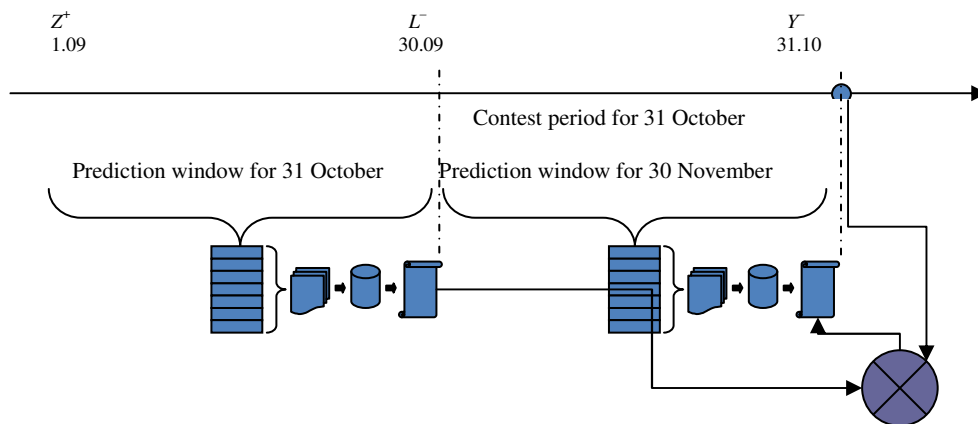 Z⁺ L⁻ Y⁻
1.09 30.09 31.10
Contest period for 31 October
Prediction window for 31 October Prediction window for 30 November